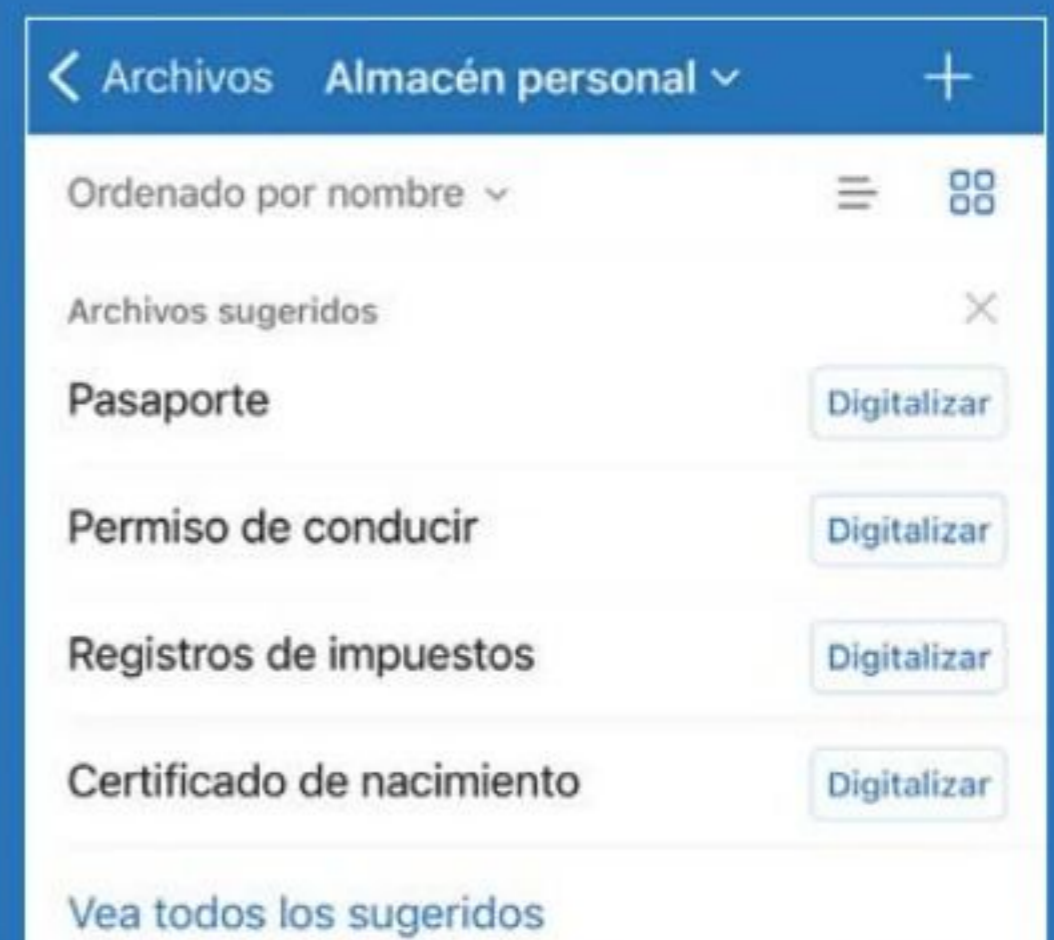 Archivos Almacén personal
Ordenado por nombre
Archivos sugeridos
Pasaporte Digitalizar
Permiso de conducir Digitalizar
Registros de impuestos Digitalizar
Certificado de nacimiento Digitalizar
Vea todos los sugeridos